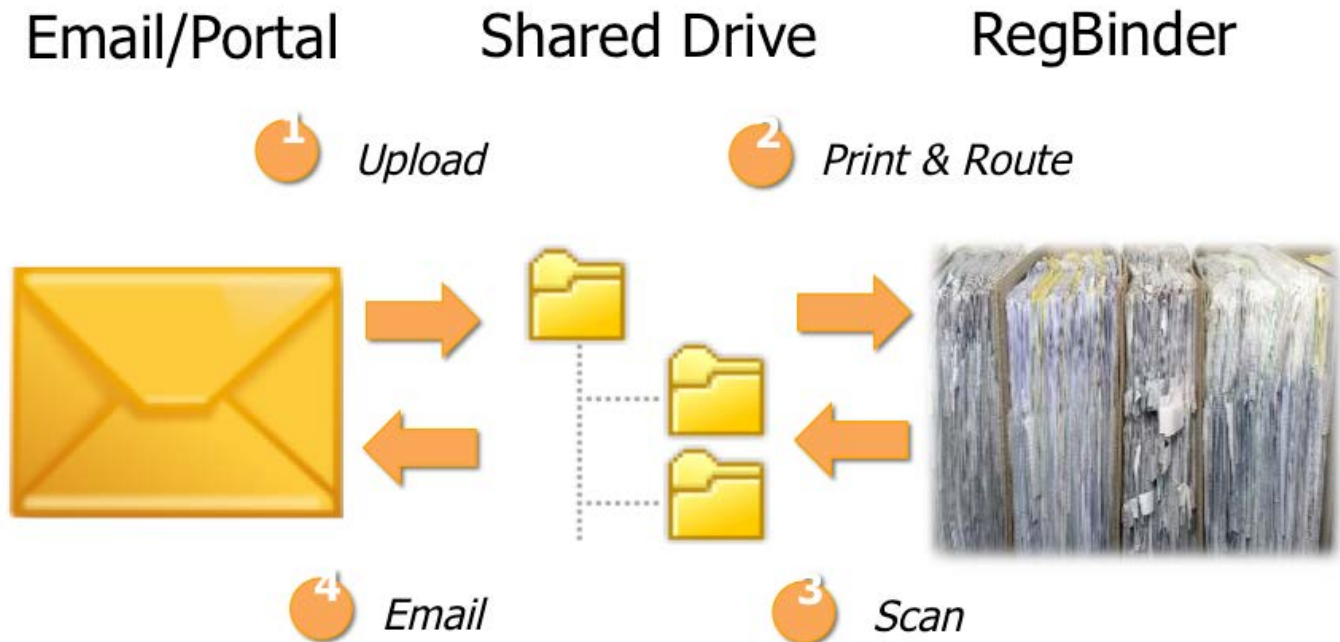 Email/Portal
Shared Drive
RegBinder
1 Upload
2 Print & Route
4 Email
3 Scan